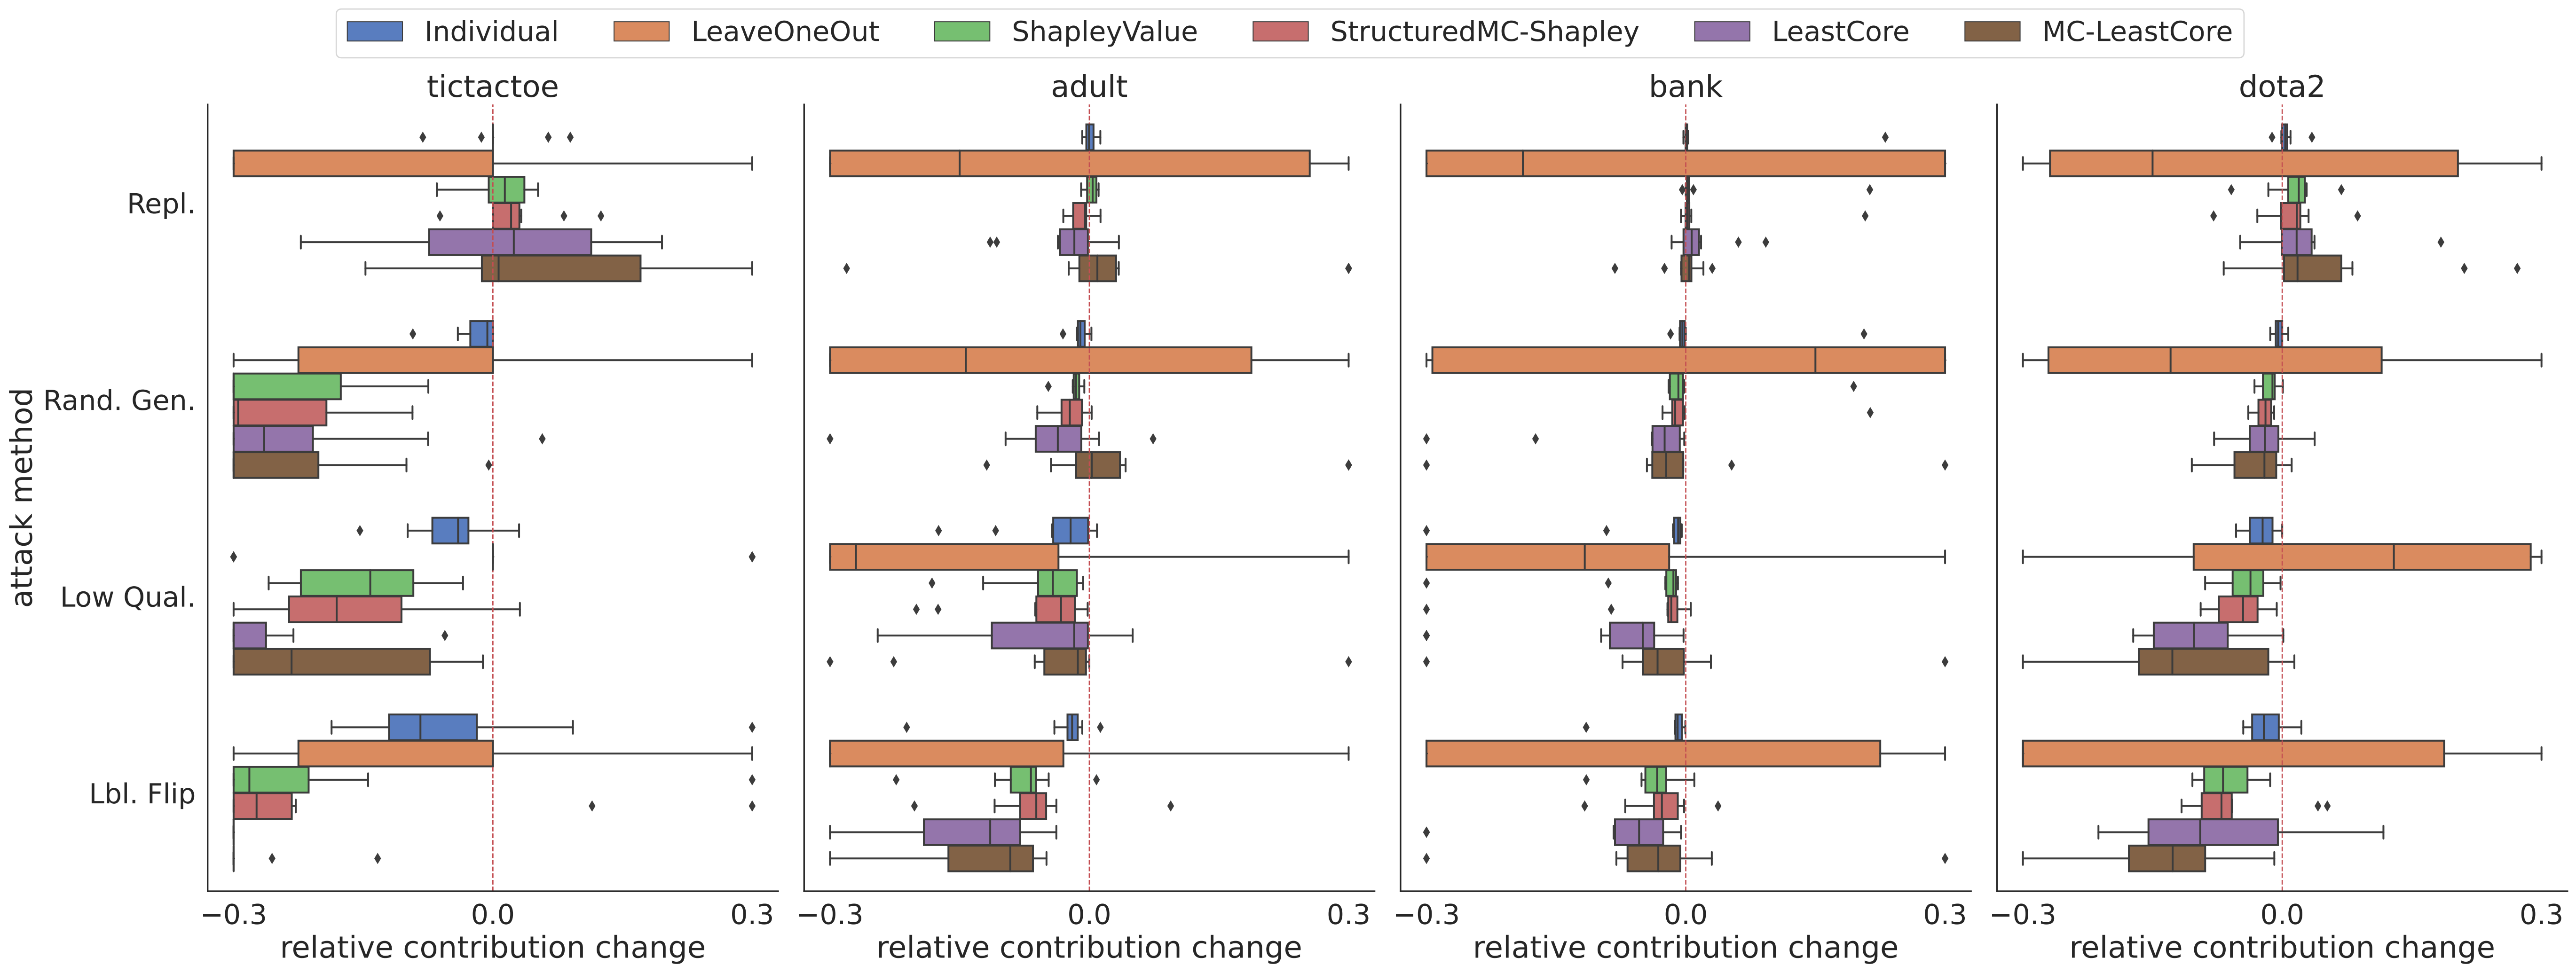 Individual LeaveOneOut ShapleyValue StructuredMC-Shapley LeastCore MC-LeastCore
tictactoe adult bank dota2
attack method
Repl.
Rand. Gen.
Low Qual.
Lbl. Flip
−0.3 0.0 0.3 −0.3 0.0 0.3 −0.3 0.0 0.3 −0.3 0.0 0.3
relative contribution change relative contribution change relative contribution change relative contribution change